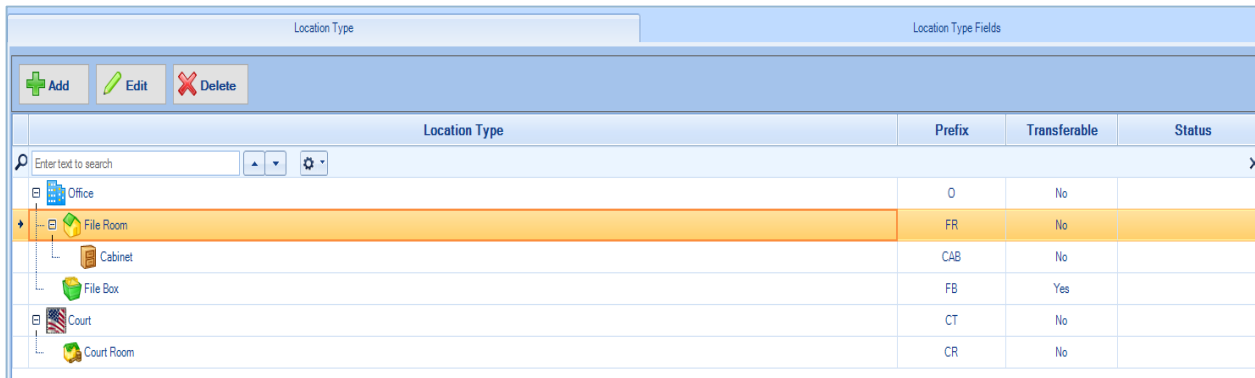 Location Type Location Type Fields
Add Edit Delete
Location Type Prefix Transferable Status
Enter text to search
Office O No
File Room FR No
Cabinet CAB No
File Box FB Yes
Court CT No
Court Room CR No